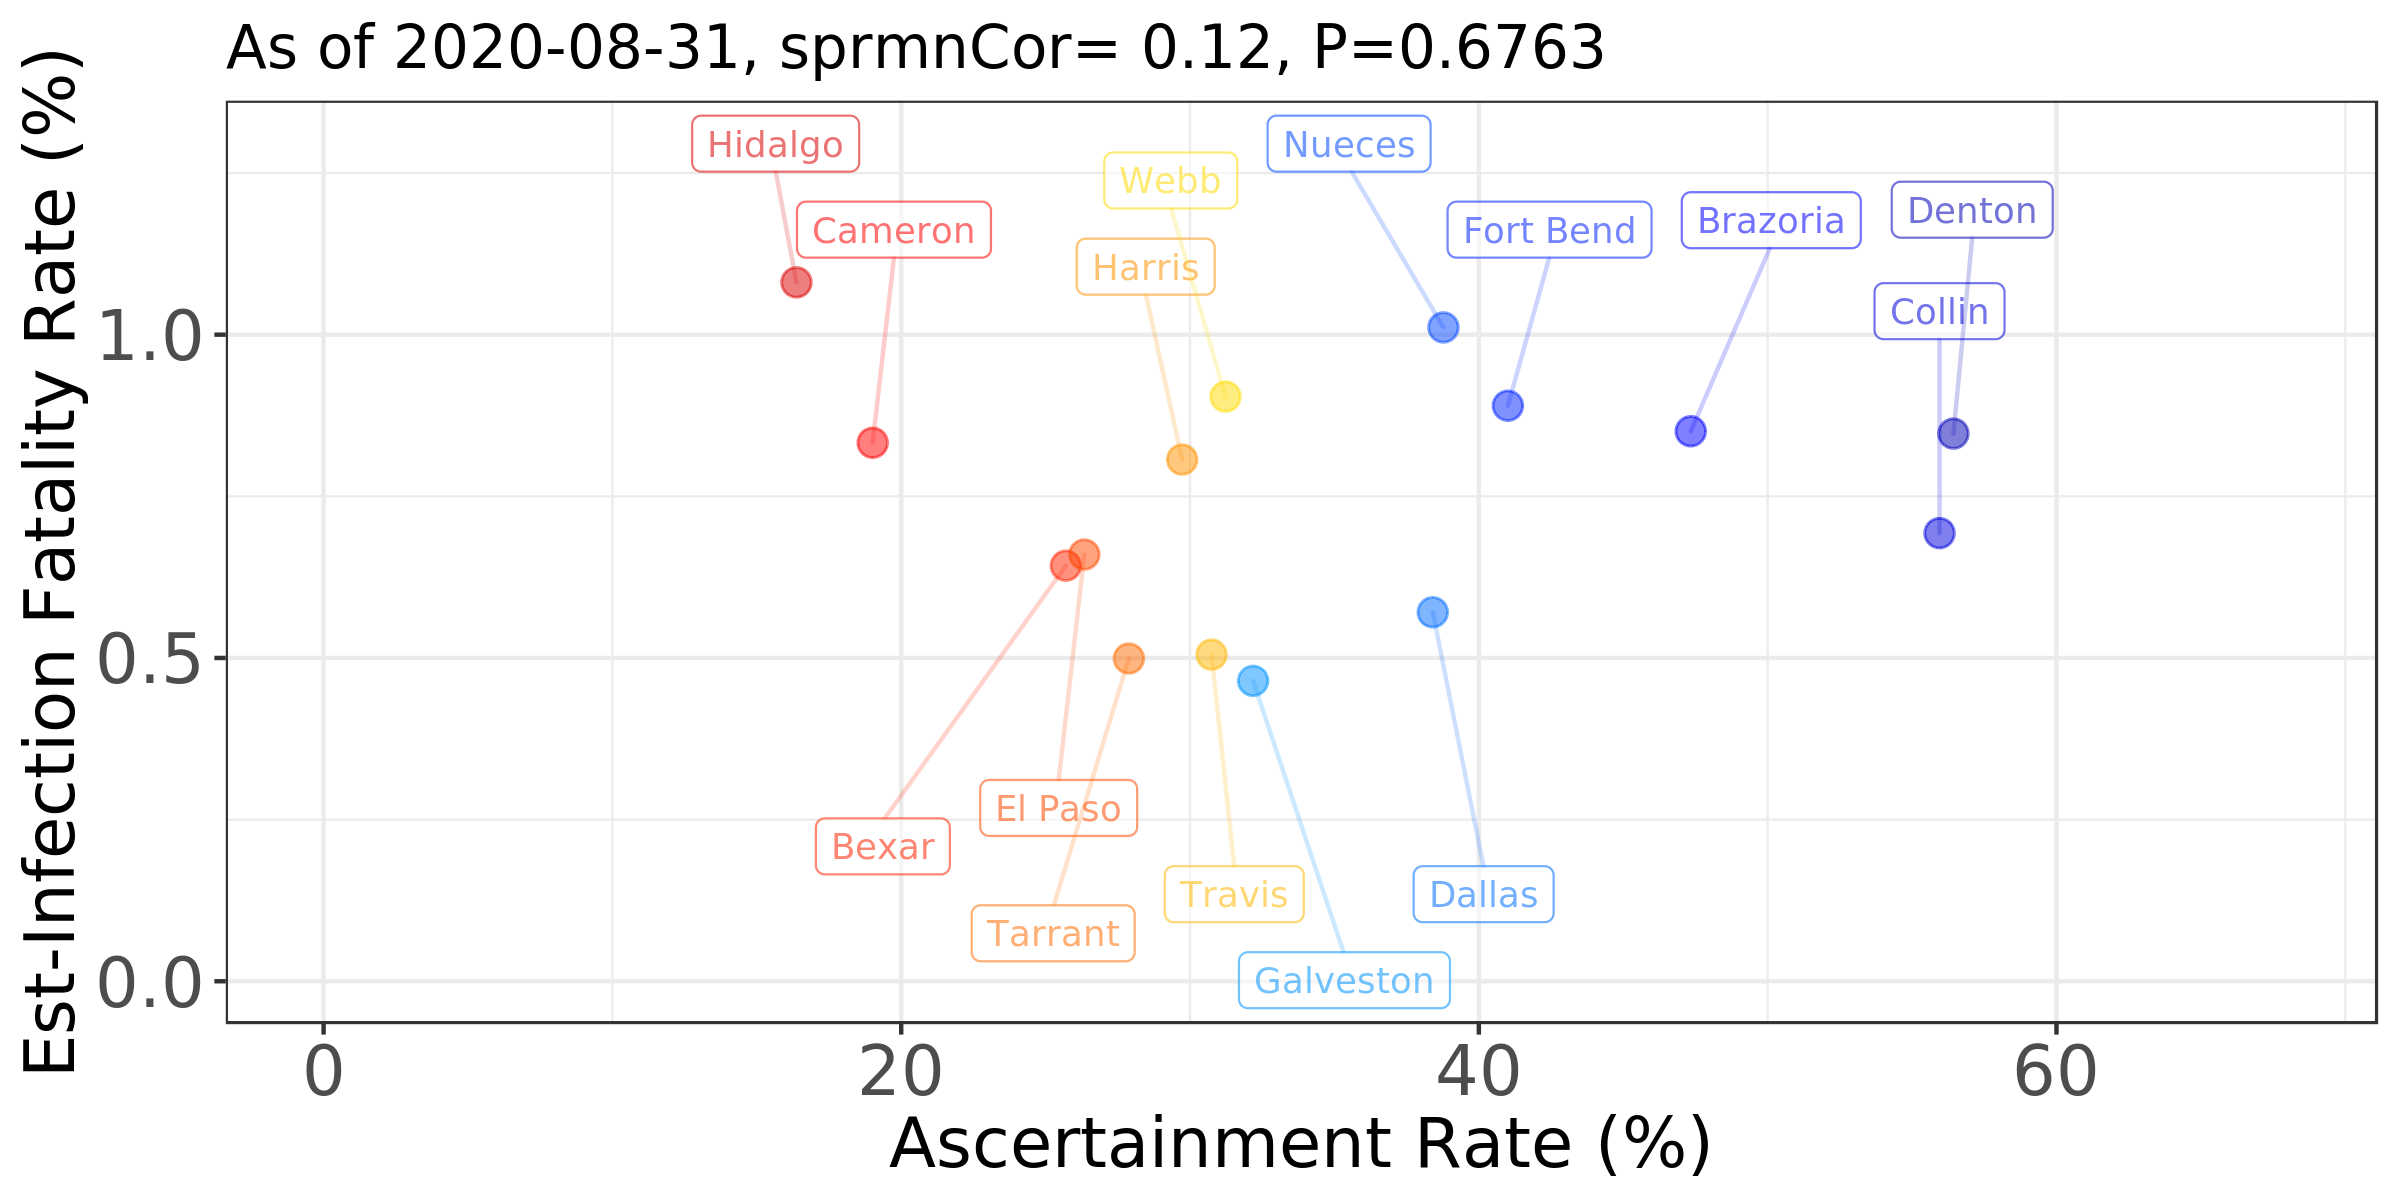 As of 2020-08-31, sprmnCor= 0.12, P=0.6763
Est-Infection Fatality Rate (%)
Hidalgo
Nueces
Webb
Denton
Brazoria
Cameron
Fort Bend
Harris
Collin
1.0
0.5
El Paso
Bexar
Travis
Dallas
Tarrant
Galveston
0.0
0
20
40
60
Ascertainment Rate (%)